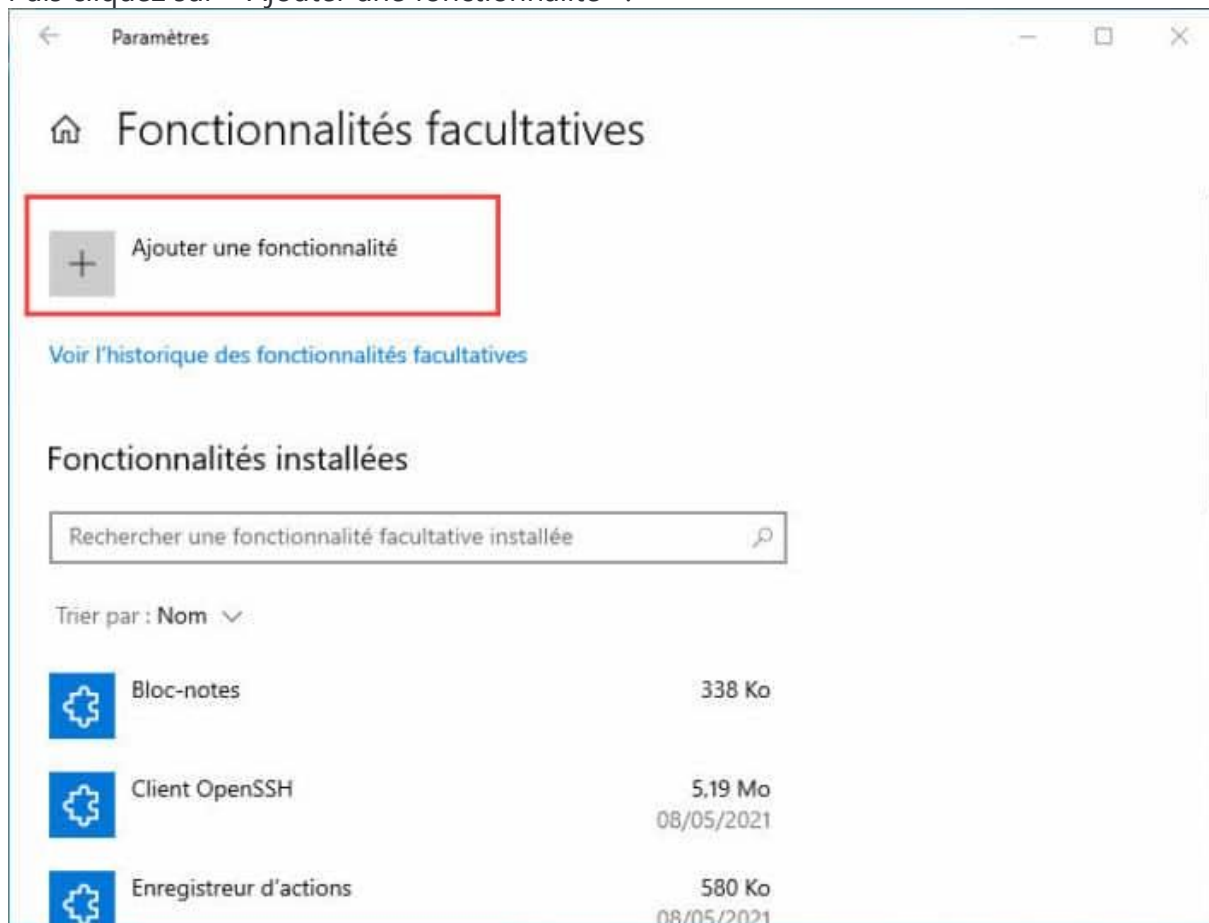 Paramètres
Fonctionnalités facultatives
Ajouter une fonctionnalité
Voir l'historique des fonctionnalités facultatives
Fonctionnalités installées
Rechercher une fonctionnalité facultative installée
Trier par : Nom
Bloc-notes 338 Ko
Client OpenSSH 5,19 Mo
08/05/2021
Enregistreur d'actions 580 Ko
08/05/2021